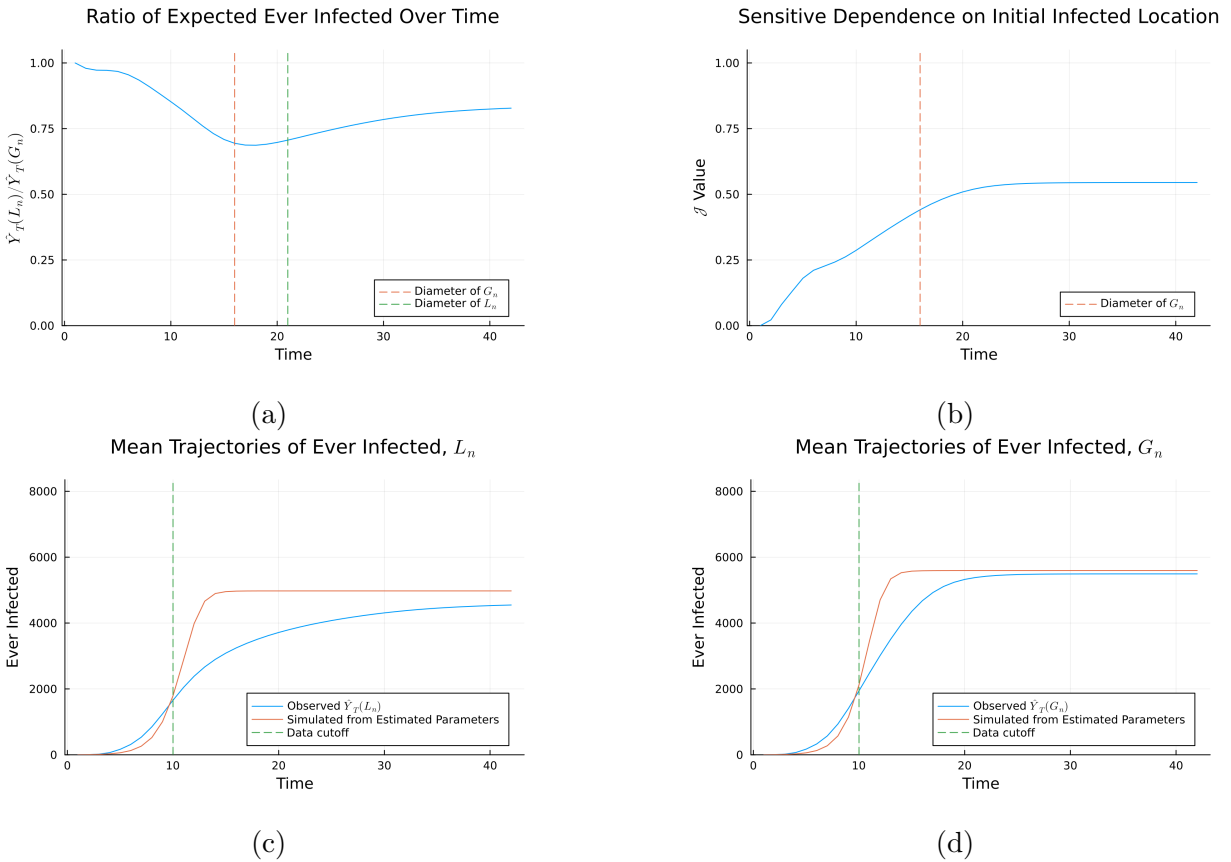 Ratio of Expected Ever Infected Over Time
1.00
0.75
0.50
0.25
0.00
Ŷ_T(L_n)/Ŷ_T(G_n)
0
10
20
30
40
Time
Diameter of G_n
Diameter of L_n
(a)
Sensitive Dependence on Initial Infected Location
1.00
0.75
0.50
0.25
0.00
𝒥 Value
0
10
20
30
40
Time
Diameter of G_n
(b)
Mean Trajectories of Ever Infected, L_n
8000
6000
4000
2000
0
Ever Infected
0
10
20
30
40
Time
Observed Ŷ_T(L_n)
Simulated from Estimated Parameters
Data cutoff
(c)
Mean Trajectories of Ever Infected, G_n
8000
6000
4000
2000
0
Ever Infected
0
10
20
30
40
Time
Observed Ŷ_T(G_n)
Simulated from Estimated Parameters
Data cutoff
(d)